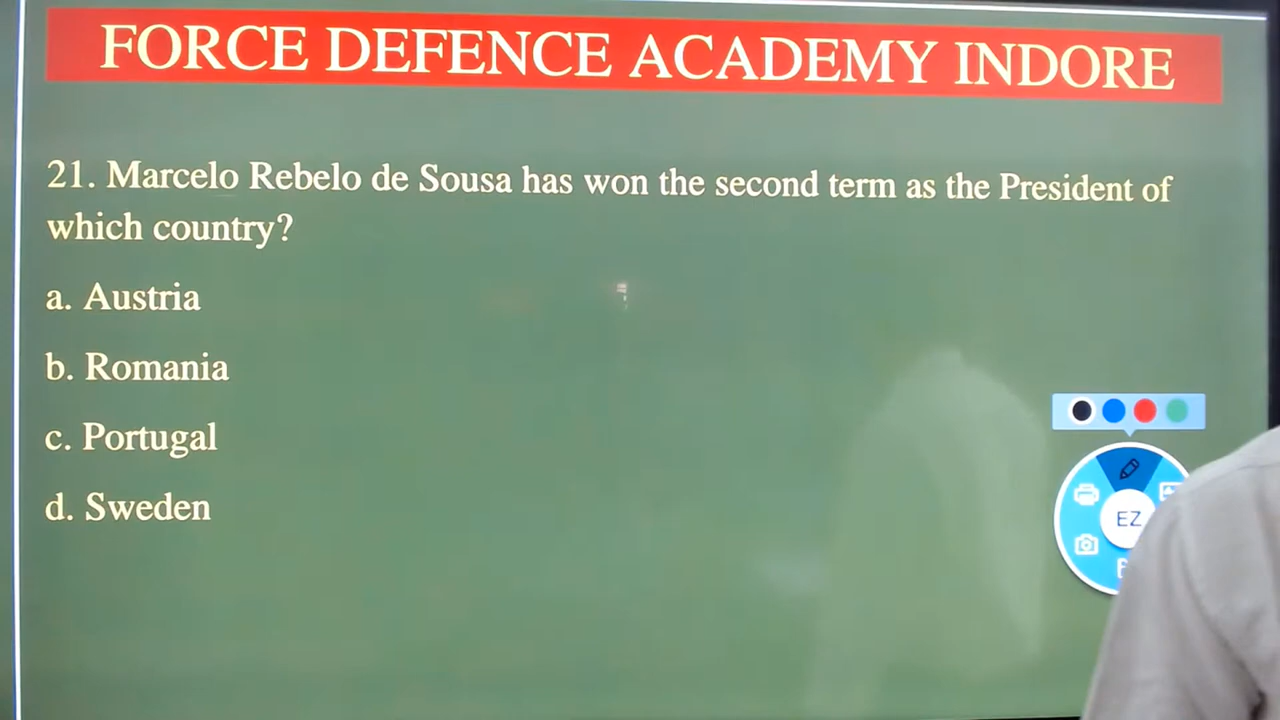 FORCE DEFENCE ACADEMY INDORE
21. Marcelo Rebelo de Sousa has won the second term as the President of
which country?
a. Austria
b. Romania
c. Portugal
d. Sweden
EZ